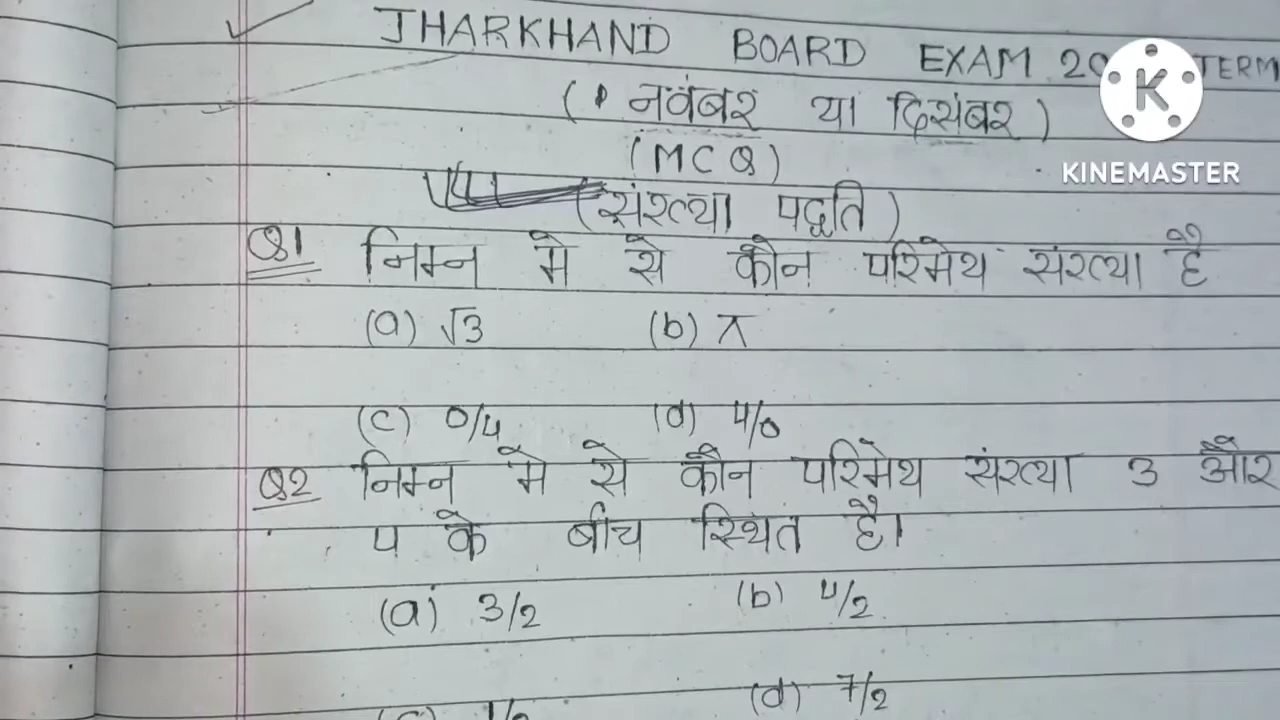 JHARKHAND BOARD EXAM 20 TERM
( नवंबर या दिसंबर )
(MCQ)
KINEMASTER
(संख्या पद्धति)
Q1 निम्न मे से कौन परिमेय संख्या है
(a) √3 (b) π
(c) 0/4 (d) 4/0
Q2 निम्न मे से कौन परिमेय संख्या 3 और
4 के बीच स्थित है।
(a) 3/2 (b) 4/2
(d) 7/2